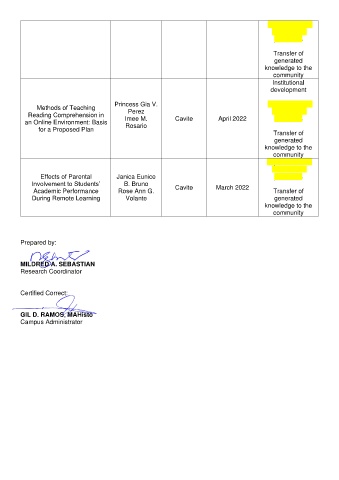 Transfer of
generated
knowledge to the
community
Methods of Teaching
Reading Comprehension in
an Online Environment: Basis
for a Proposed Plan
Princess Gia V.
Perez
Imee M.
Rosario
Cavite
April 2022
Institutional
development
Transfer of
generated
knowledge to the
community
Effects of Parental
Involvement to Students'
Academic Performance
During Remote Learning
Janica Eunice
B. Bruno
Rose Ann G.
Volante
Cavite
March 2022
Transfer of
generated
knowledge to the
community
Prepared by:
MILDRED A. SEBASTIAN
Research Coordinator
Certified Correct:
GIL D. RAMOS, MAHisto
Campus Administrator